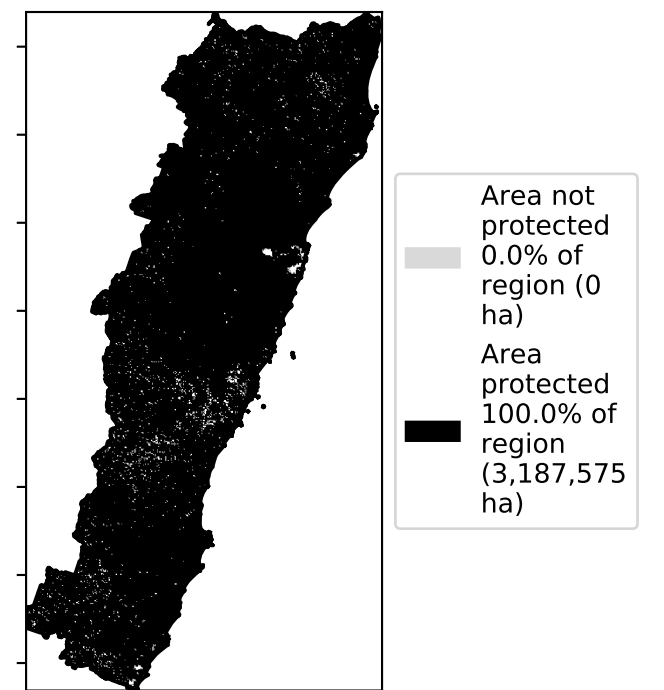 Area not
protected
0.0% of
region (0
ha)
Area
protected
100.0% of
region
(3,187,575
ha)